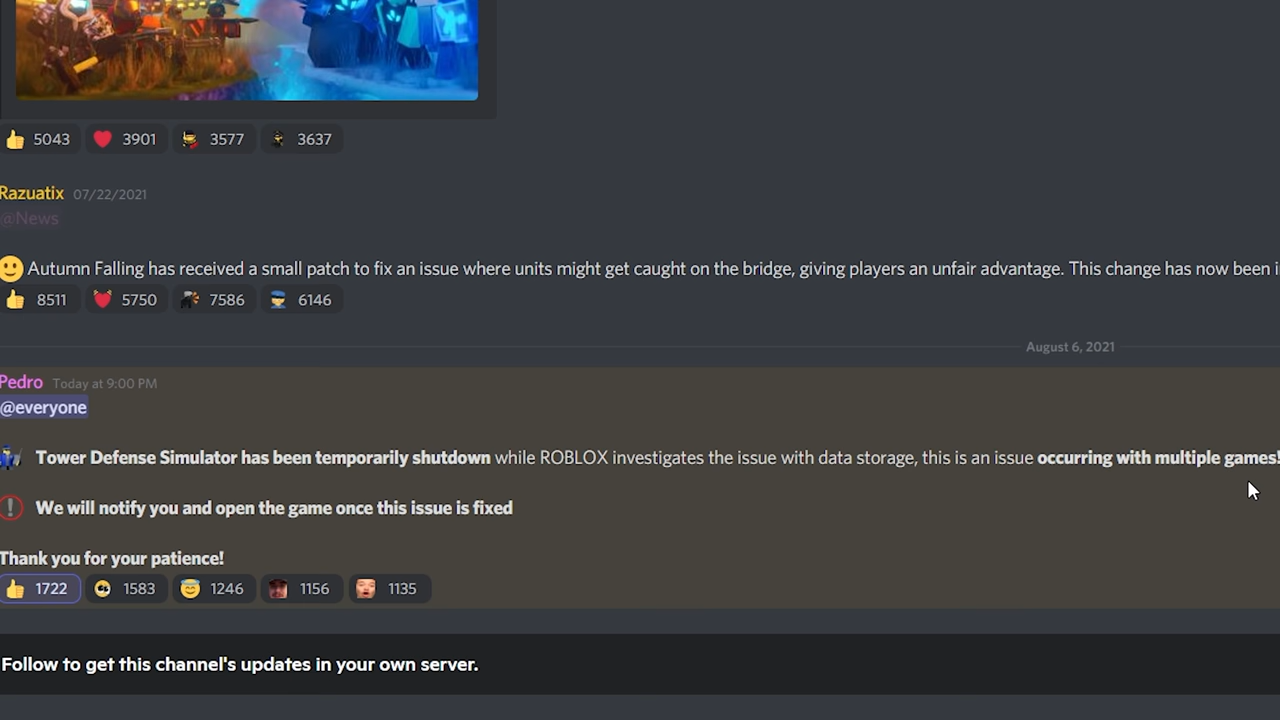 5043 3901 3577 3637
Razuatix 07/22/2021
@News
Autumn Falling has received a small patch to fix an issue where units might get caught on the bridge, giving players an unfair advantage. This change has now been i
8511 5750 7586 6146
August 6, 2021
Pedro Today at 9:00 PM
@everyone
Tower Defense Simulator has been temporarily shutdown while ROBLOX investigates the issue with data storage, this is an issue occurring with multiple games!
We will notify you and open the game once this issue is fixed
Thank you for your patience!
1722 1583 1246 1156 1135
Follow to get this channel's updates in your own server.